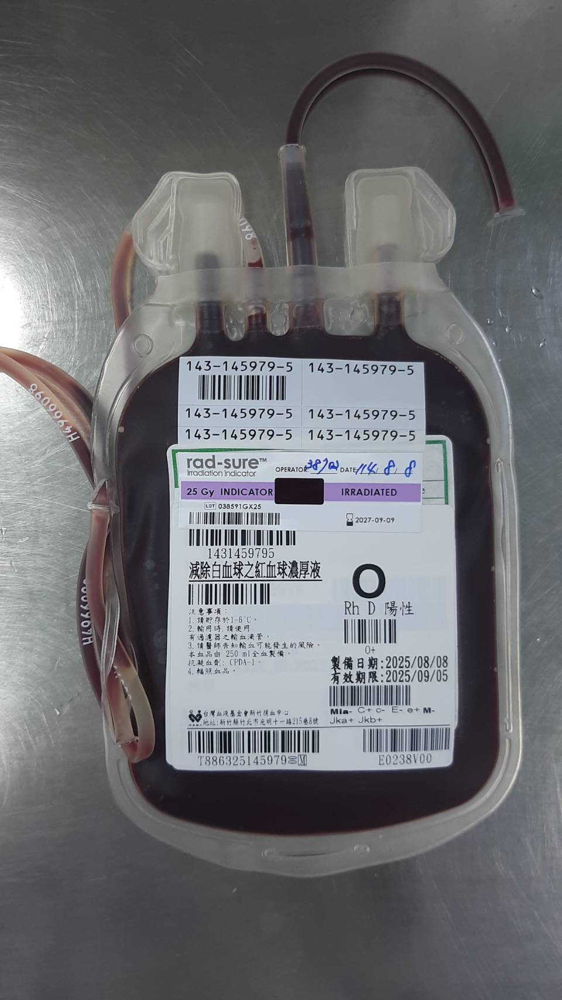 098
143-145979-5 143-145979-5
143-145979-5 143-145979-5
143-145979-5 143-145979-5
rad-sure™
irradiation indicator
OPERATOR: DATE 114 / 8 / 8
25 Gy INDICATOR IRRADIATED
LOT 038591GX25
2027-09-09
1431459795
減除白血球之紅血球濃厚液
O
Rh D 陽性
注意事項：
1. 請貯存於1-6°C。
2. 輸用時, 請使用
有過濾器之輸血滴管。
3. 請醫師告知輸血可能發生的風險。
本血品由 250 ml全血製備。
抗凝血劑: CPDA-1。
4. 輻照血品。
O+
製備日期:2025/08/08
有效期限:2025/09/05
Mia- C+ c- E- e+ M-
Jka+ Jkb+
台灣血液基金會新竹捐血中心
地址:新竹縣竹北市光明十一路215巷8號
T886325145979 00 M
E0238V00
H4966098